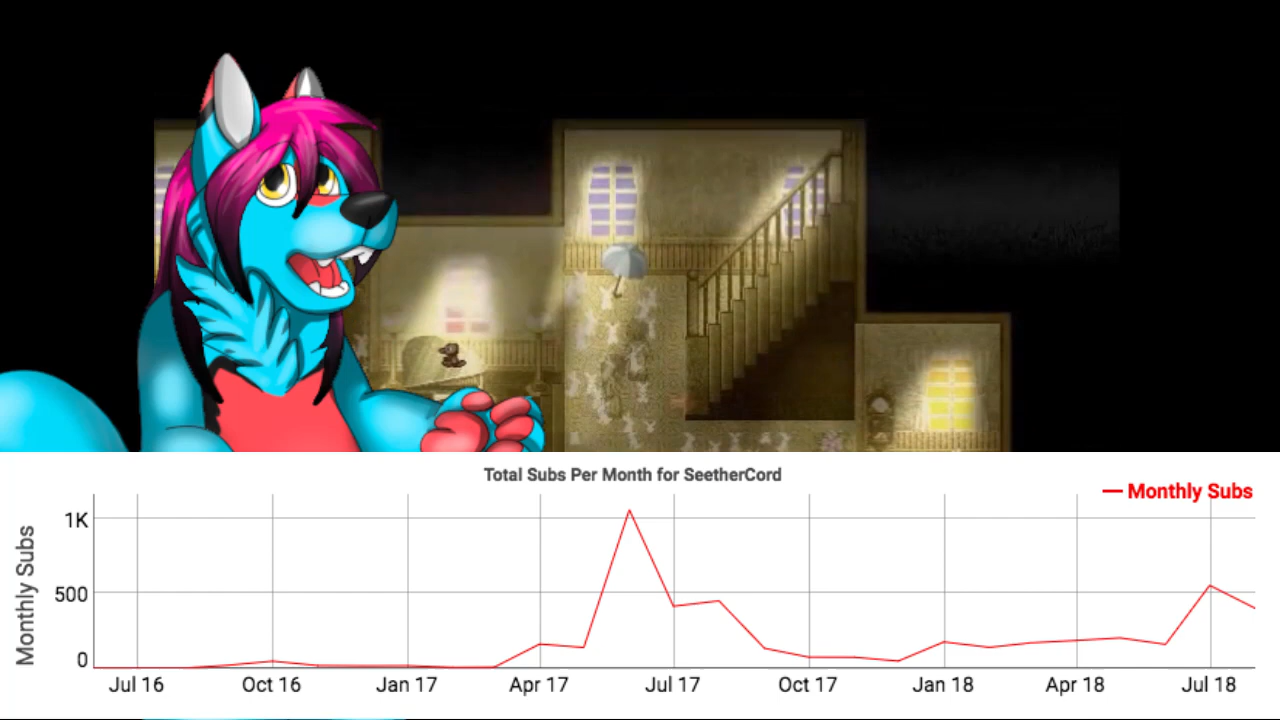 Total Subs Per Month for SeetherCord
Monthly Subs
Monthly Subs
1K
500
0
Jul 16 Oct 16 Jan 17 Apr 17 Jul 17 Oct 17 Jan 18 Apr 18 Jul 18